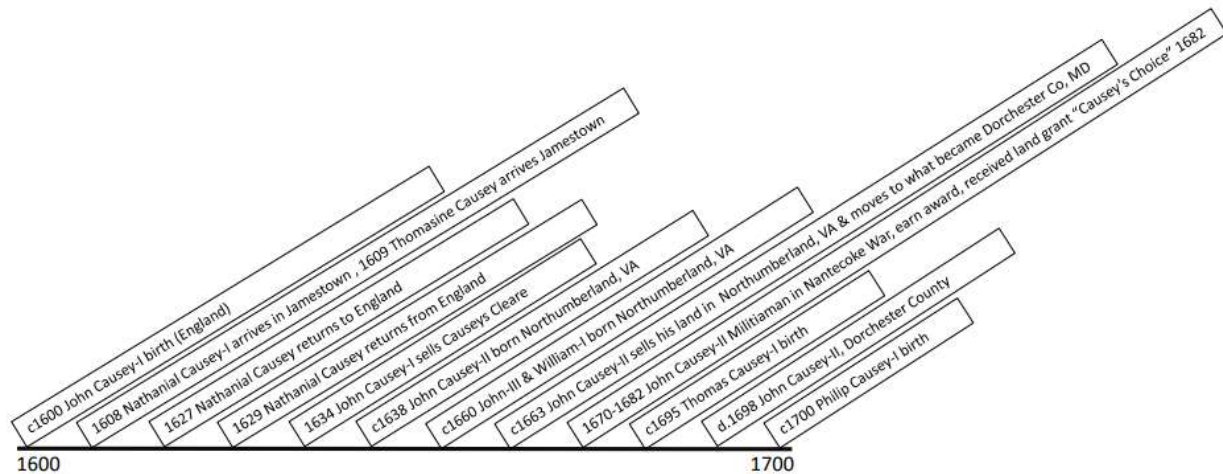 c1600 John Causey-I birth (England)
1608 Nathanial Causey-I arrives in Jamestown , 1609 Thomasine Causey arrives Jamestown
1627 Nathanial Causey returns to England
1629 Nathanial Causey returns from England
1634 John Causey-I sells Causeys Cleare
c1638 John Causey-II born Northumberland, VA
c1660 John-III & William-I born Northumberland, VA
c1663 John Causey-II sells his land in Northumberland, VA & moves to what became Dorchester Co, MD
1670-1682 John Causey-II Militiaman in Nantecoke War, earn award, received land grant “Causey’s Choice” 1682
c1695 Thomas Causey-I birth
d.1698 John Causey-II, Dorchester County
c1700 Philip Causey-I birth
1600
1700